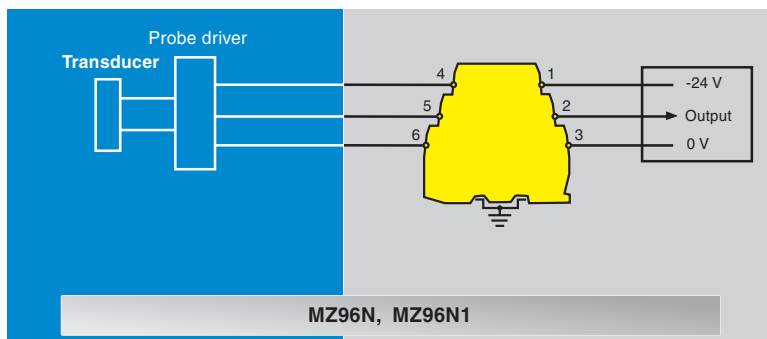 Probe driver
Transducer
4
1
-24 V
5
2
Output
6
3
0 V
MZ96N, MZ96N1